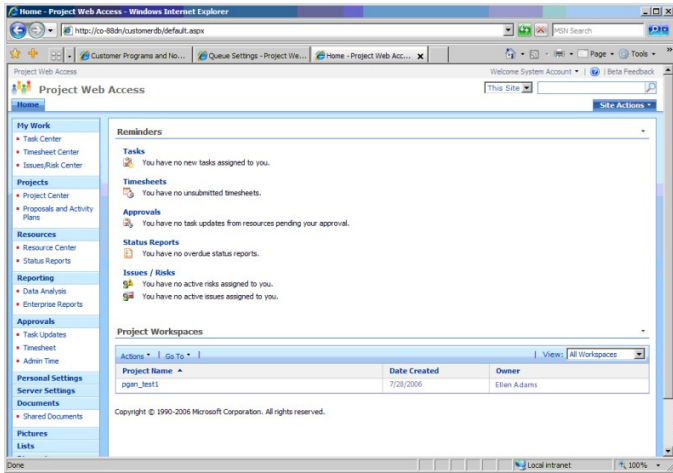 Home - Project Web Access - Windows Internet Explorer
http://co-88dn/customerdb/default.aspx
MSN Search
Customer Programs and No...
Queue Settings - Project We...
Home - Project Web Acc...
Page
Tools
Project Web Access
Welcome System Account
Beta Feedback
Project Web Access
This Site
Home
Site Actions
My Work
Task Center
Timesheet Center
Issues/Risk Center
Projects
Project Center
Proposals and Activity
Plans
Resources
Resource Center
Status Reports
Reporting
Data Analysis
Enterprise Reports
Approvals
Task Updates
Timesheet
Admin Time
Personal Settings
Server Settings
Documents
Shared Documents
Pictures
Lists
Reminders
Tasks
You have no new tasks assigned to you.
Timesheets
You have no unsubmitted timesheets.
Approvals
You have no task updates from resources pending your approval.
Status Reports
You have no overdue status reports.
Issues / Risks
You have no active risks assigned to you.
You have no active issues assigned to you.
Project Workspaces
Actions | Go To | | View: All Workspaces
Project Name Date Created Owner
pgan_test1 7/28/2006 Ellen Adams
Copyright © 1990-2006 Microsoft Corporation. All rights reserved.
Done
Local intranet
100%